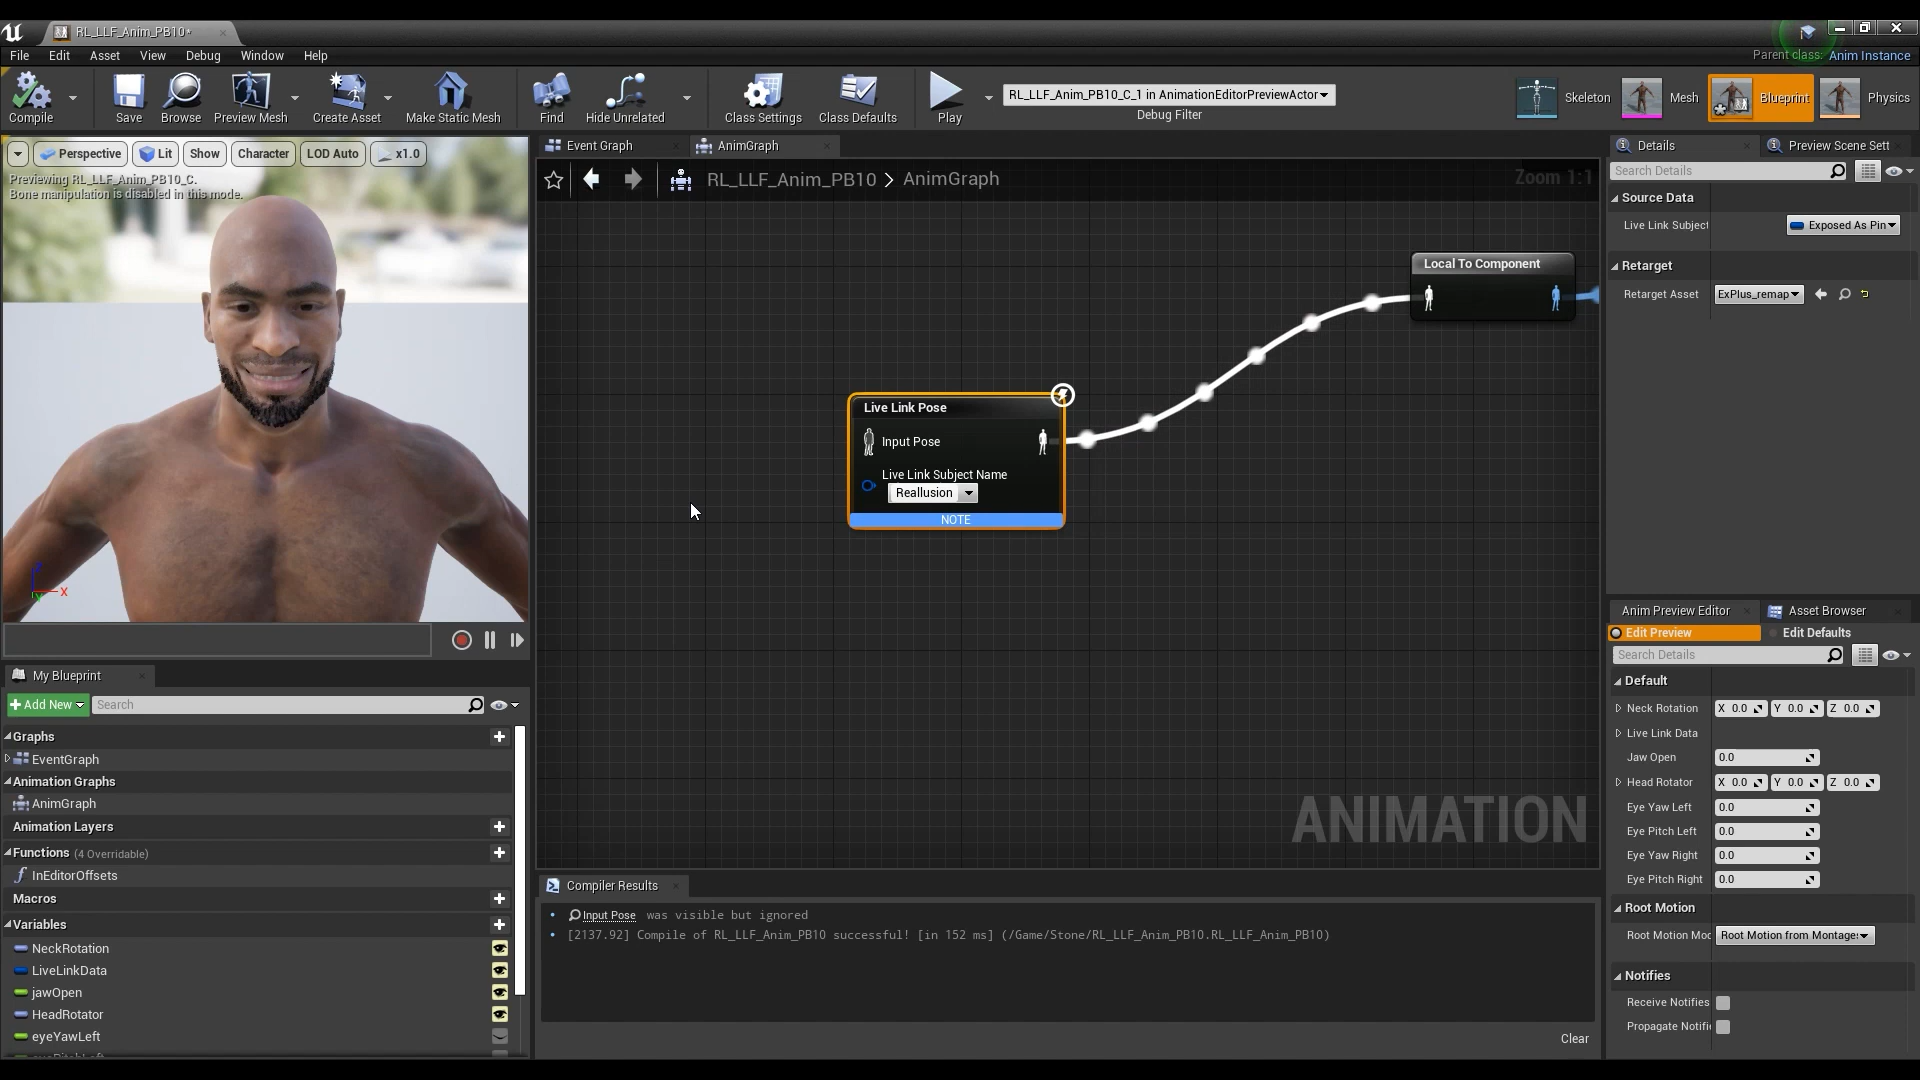 RL_LLF_Anim_PB10*
File Edit Asset View Debug Window Help
Parent class: Anim Instance
Compile
Save
Browse
Preview Mesh
Create Asset
Make Static Mesh
Find
Hide Unrelated
Class Settings
Class Defaults
Play
RL_LLF_Anim_PB10_C_1 in AnimationEditorPreviewActor
Debug Filter
Skeleton
Mesh
Blueprint
Physics
Perspective
Lit
Show
Character
LOD Auto
x1.0
Previewing RL_LLF_Anim_PB10_C.
Bone manipulation is disabled in this mode.
Z
X
Y
Event Graph
AnimGraph
RL_LLF_Anim_PB10 > AnimGraph
Zoom 1:1
Local To Component
Live Link Pose
Input Pose
Live Link Subject Name
Reallusion
NOTE
ANIMATION
Compiler Results
Input Pose was visible but ignored
[2137.92] Compile of RL_LLF_Anim_PB10 successful! [in 152 ms] (/Game/Stone/RL_LLF_Anim_PB10.RL_LLF_Anim_PB10)
Clear
My Blueprint
Add New
Search
Graphs
EventGraph
Animation Graphs
AnimGraph
Animation Layers
Functions (4 Overridable)
InEditorOffsets
Macros
Variables
NeckRotation
LiveLinkData
jawOpen
HeadRotator
eyeYawLeft
Details
Preview Scene Sett
Search Details
Source Data
Live Link Subject
Exposed As Pin
Retarget
Retarget Asset
ExPlus_remap
Anim Preview Editor
Asset Browser
Edit Preview
Edit Defaults
Search Details
Default
Neck Rotation X 0.0 Y 0.0 Z 0.0
Live Link Data
Jaw Open 0.0
Head Rotator X 0.0 Y 0.0 Z 0.0
Eye Yaw Left 0.0
Eye Pitch Left 0.0
Eye Yaw Right 0.0
Eye Pitch Right 0.0
Root Motion
Root Motion Moc Root Motion from Montages
Notifies
Receive Notifies
Propagate Notifi